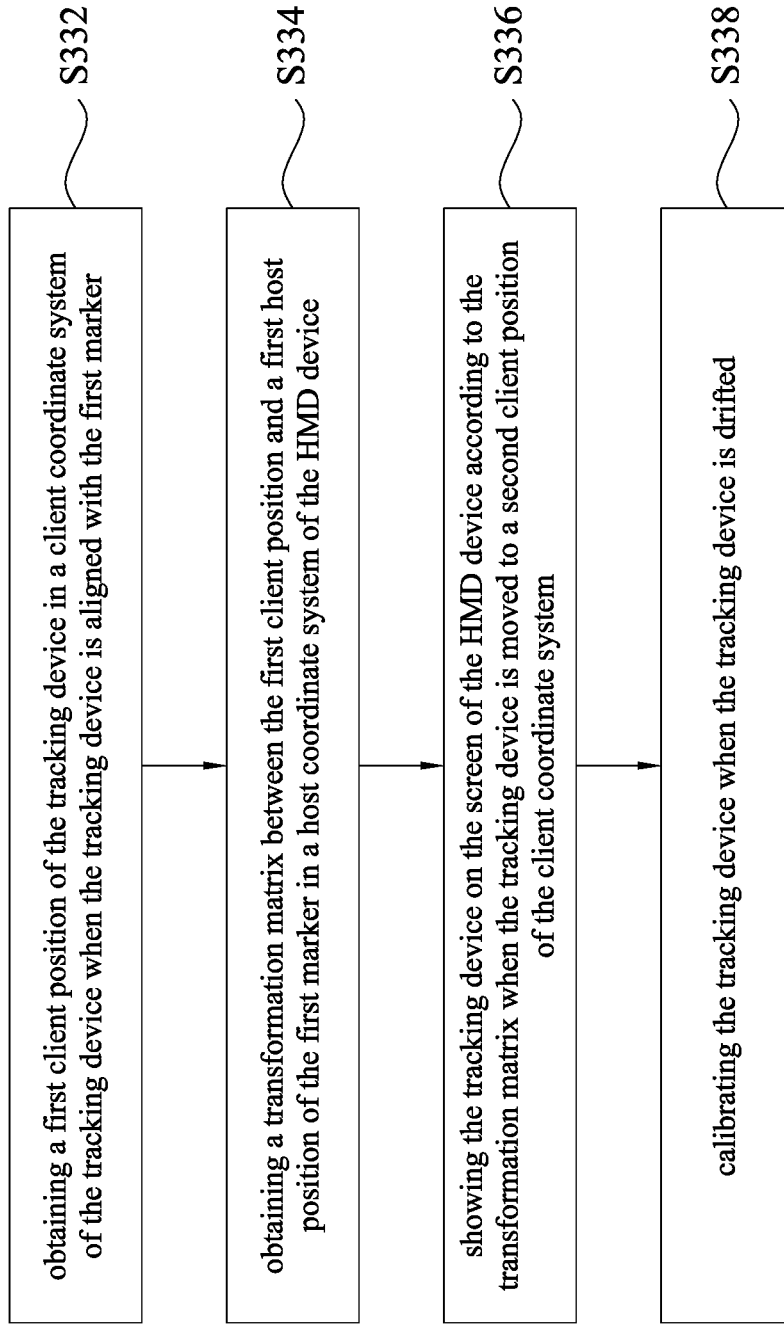 obtaining a first client position of the tracking device in a client coordinate system
of the tracking device when the tracking device is aligned with the first marker
S332
obtaining a transformation matrix between the first client position and a first host
position of the first marker in a host coordinate system of the HMD device
S334
showing the tracking device on the screen of the HMD device according to the
transformation matrix when the tracking device is moved to a second client position
of the client coordinate system
S336
calibrating the tracking device when the tracking device is drifted
S338